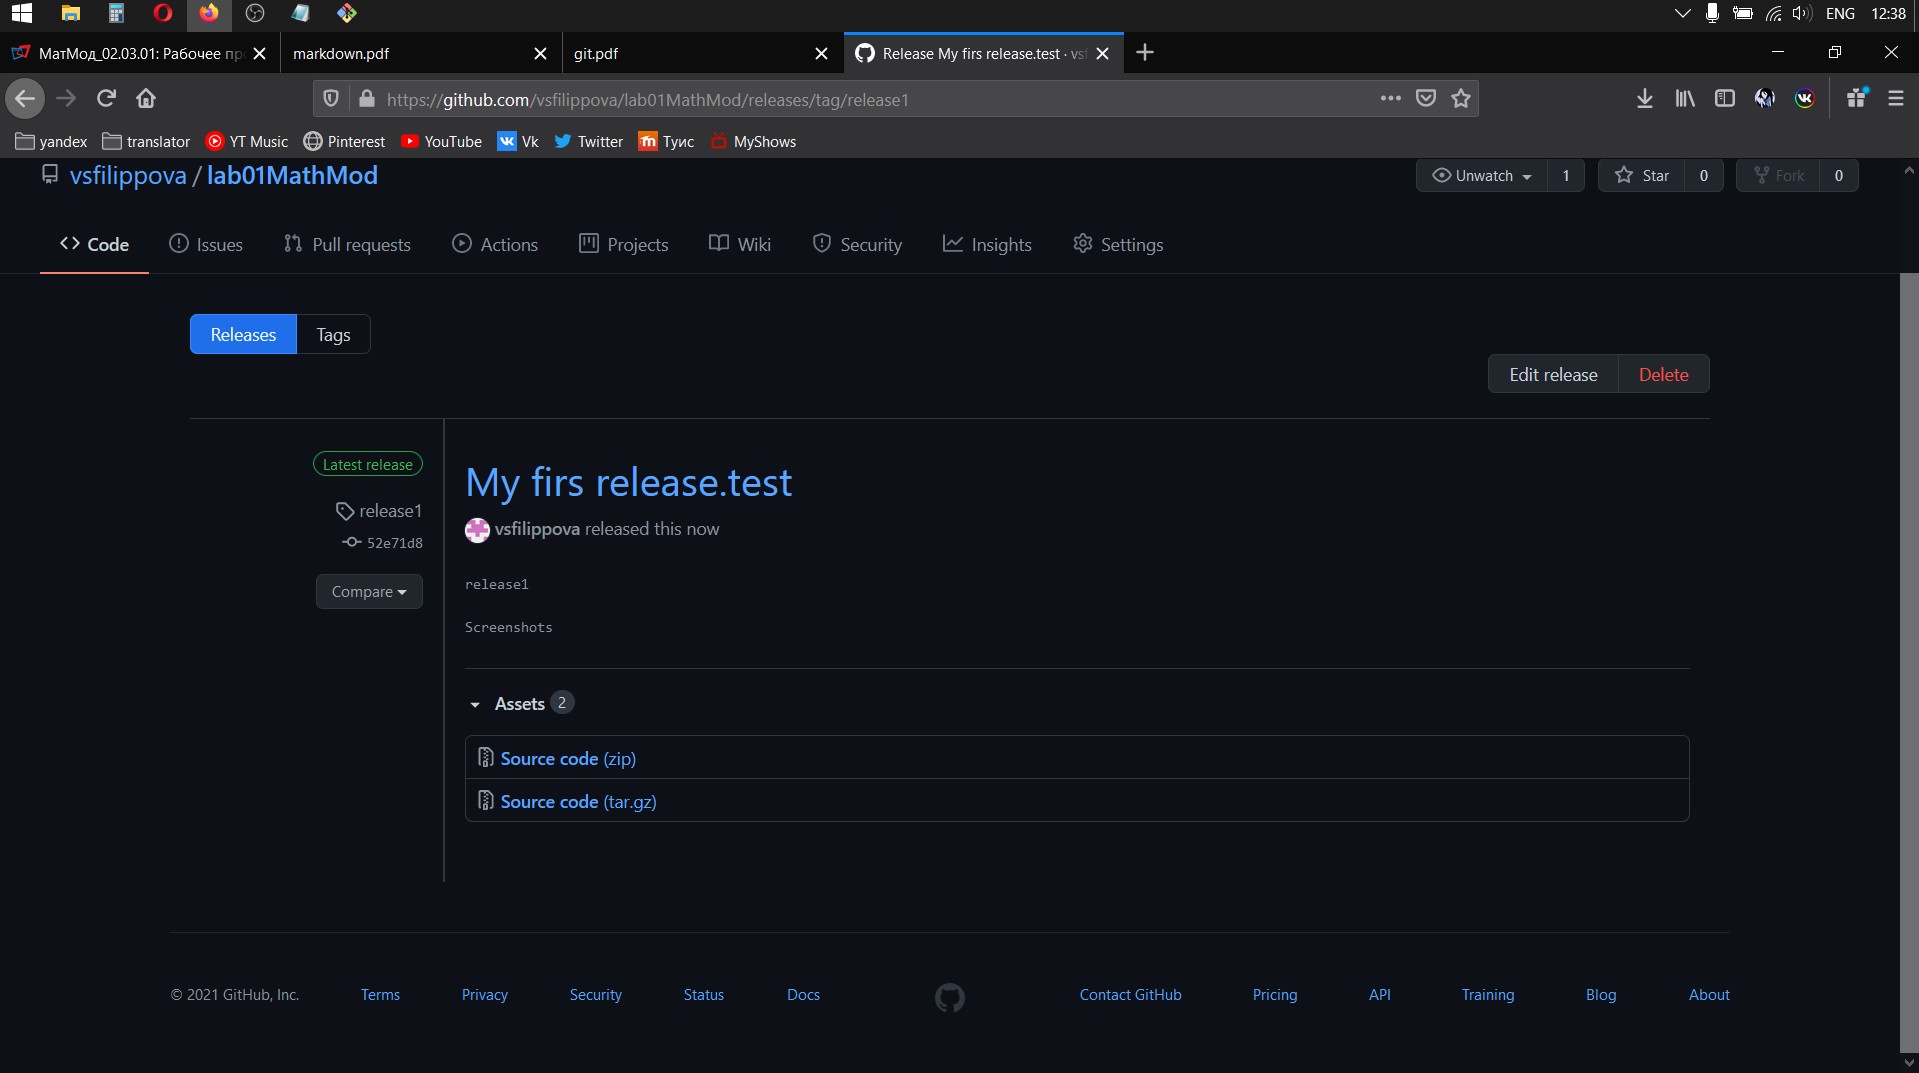 ENG 12:38
МатМод_02.03.01: Рабочее пр
markdown.pdf
git.pdf
Release My firs release.test · vsf
https://github.com/vsfilippova/lab01MathMod/releases/tag/release1
yandex translator YT Music Pinterest YouTube Vk Twitter Туис MyShows
vsfilippova / lab01MathMod
Unwatch 1 Star 0 Fork 0
Code Issues Pull requests Actions Projects Wiki Security Insights Settings
Releases Tags
Edit release Delete
Latest release
release1
52e71d8
Compare
My firs release.test
vsfilippova released this now
release1
Screenshots
Assets 2
Source code (zip)
Source code (tar.gz)
© 2021 GitHub, Inc. Terms Privacy Security Status Docs Contact GitHub Pricing API Training Blog About